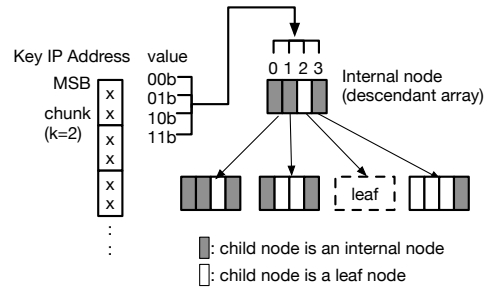 Key IP Address
value
MSB
chunk
(k=2)
x
x
x
x
x
x
00b
01b
10b
11b
0 1 2 3
Internal node
(descendant array)
leaf
: child node is an internal node
: child node is a leaf node